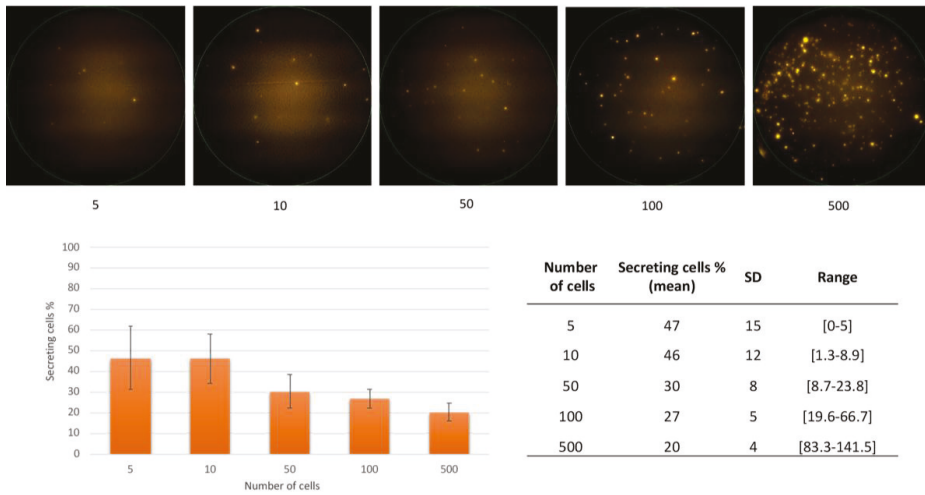 5 10 50 100 500
100
90
80
70
60
50
40
30
20
10
0
Secreting cells %
5 10 50 100 500
Number of cells
Number of cells Secreting cells % (mean) SD Range
5 47 15 [0-5]
10 46 12 [1.3-8.9]
50 30 8 [8.7-23.8]
100 27 5 [19.6-66.7]
500 20 4 [83.3-141.5]